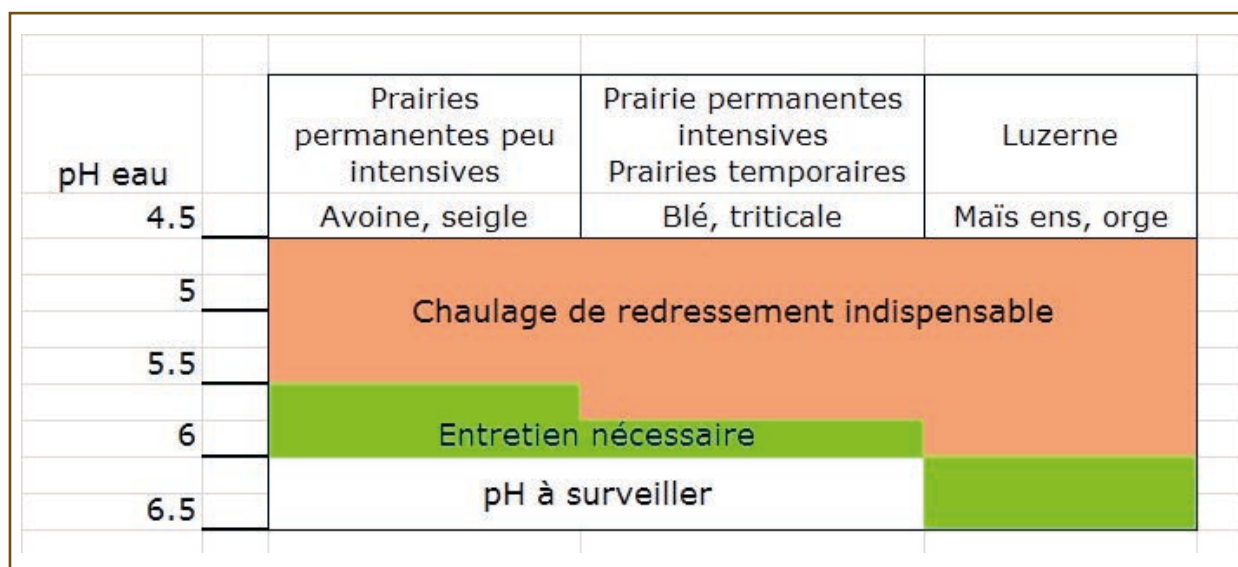 Prairies
permanentes peu
intensives
Prairie permanentes
intensives
Prairies temporaires
Luzerne
pH eau
4.5
Avoine, seigle
Blé, triticale
Maïs ens, orge
5
Chaulage de redressement indispensable
5.5
6
Entretien nécessaire
pH à surveiller
6.5